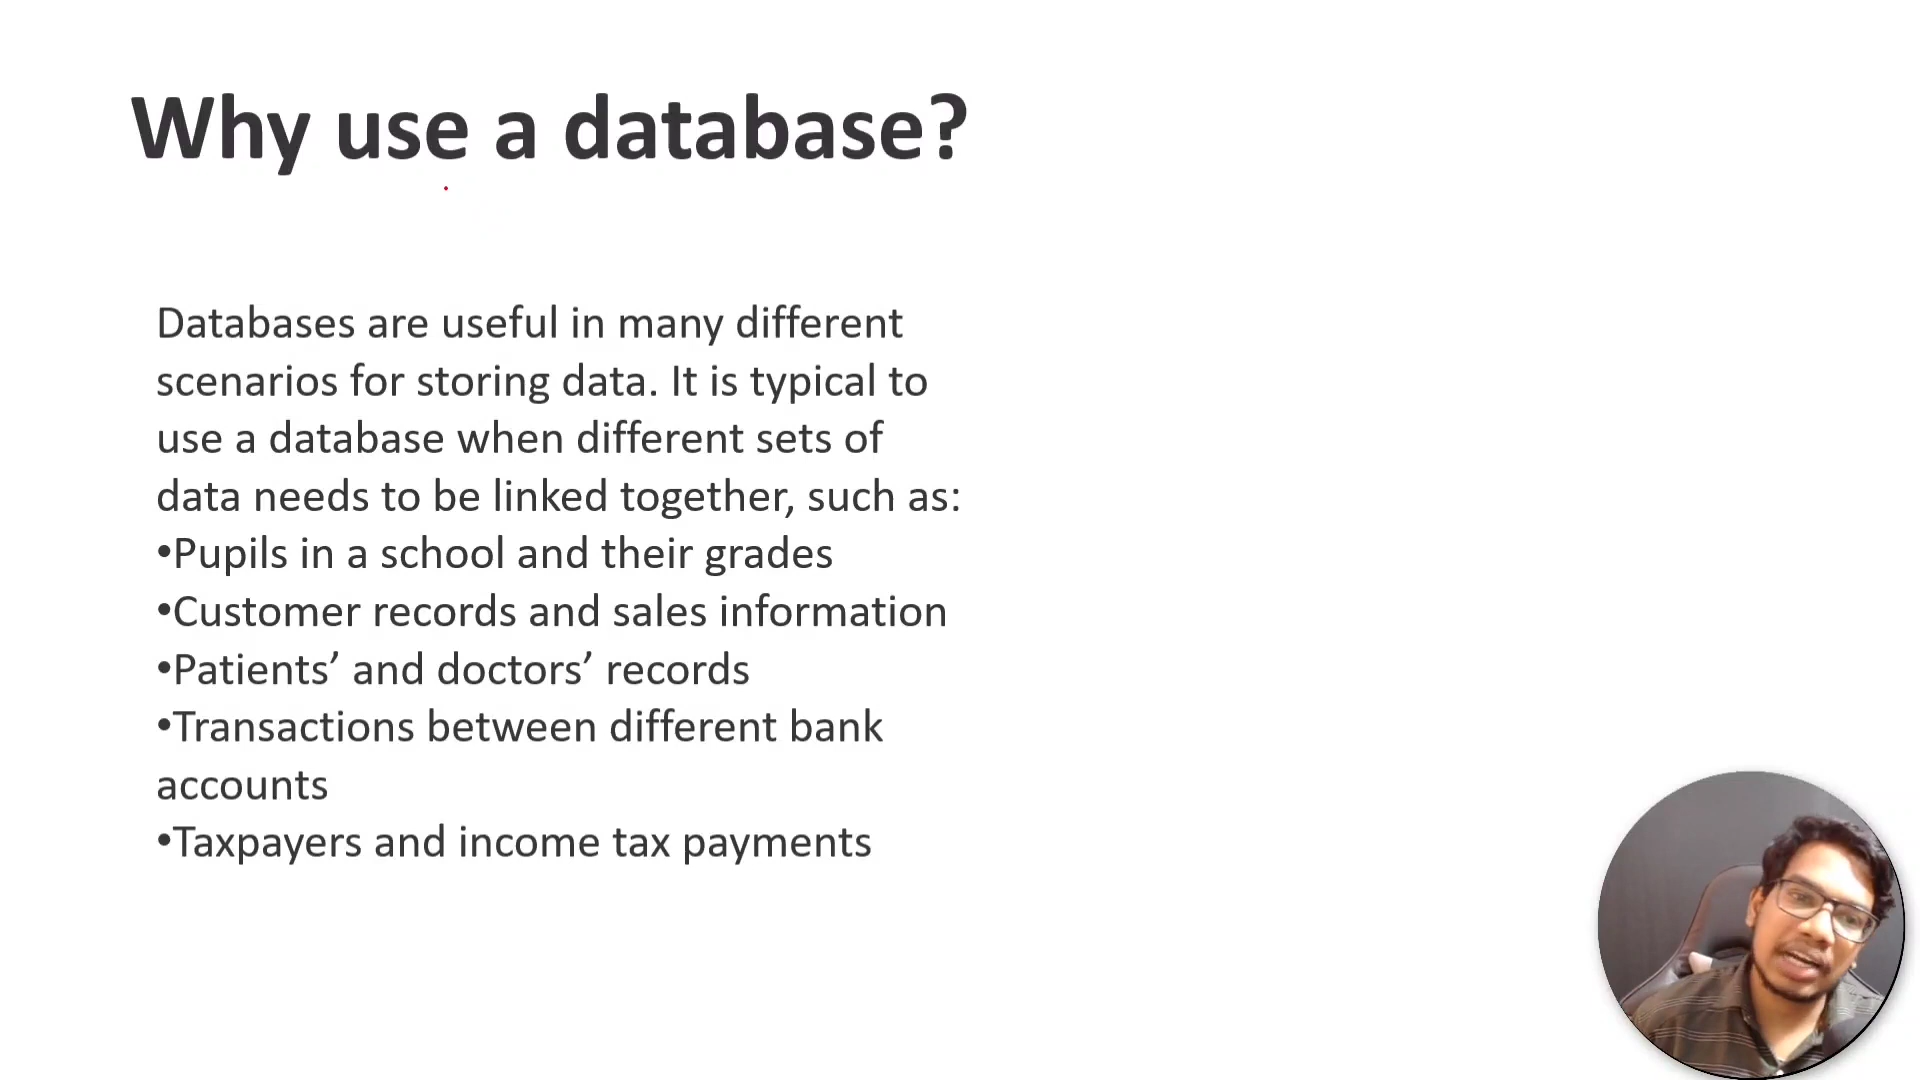 Why use a database?
Databases are useful in many different
scenarios for storing data. It is typical to
use a database when different sets of
data needs to be linked together, such as:
•Pupils in a school and their grades
•Customer records and sales information
•Patients’ and doctors’ records
•Transactions between different bank
accounts
•Taxpayers and income tax payments